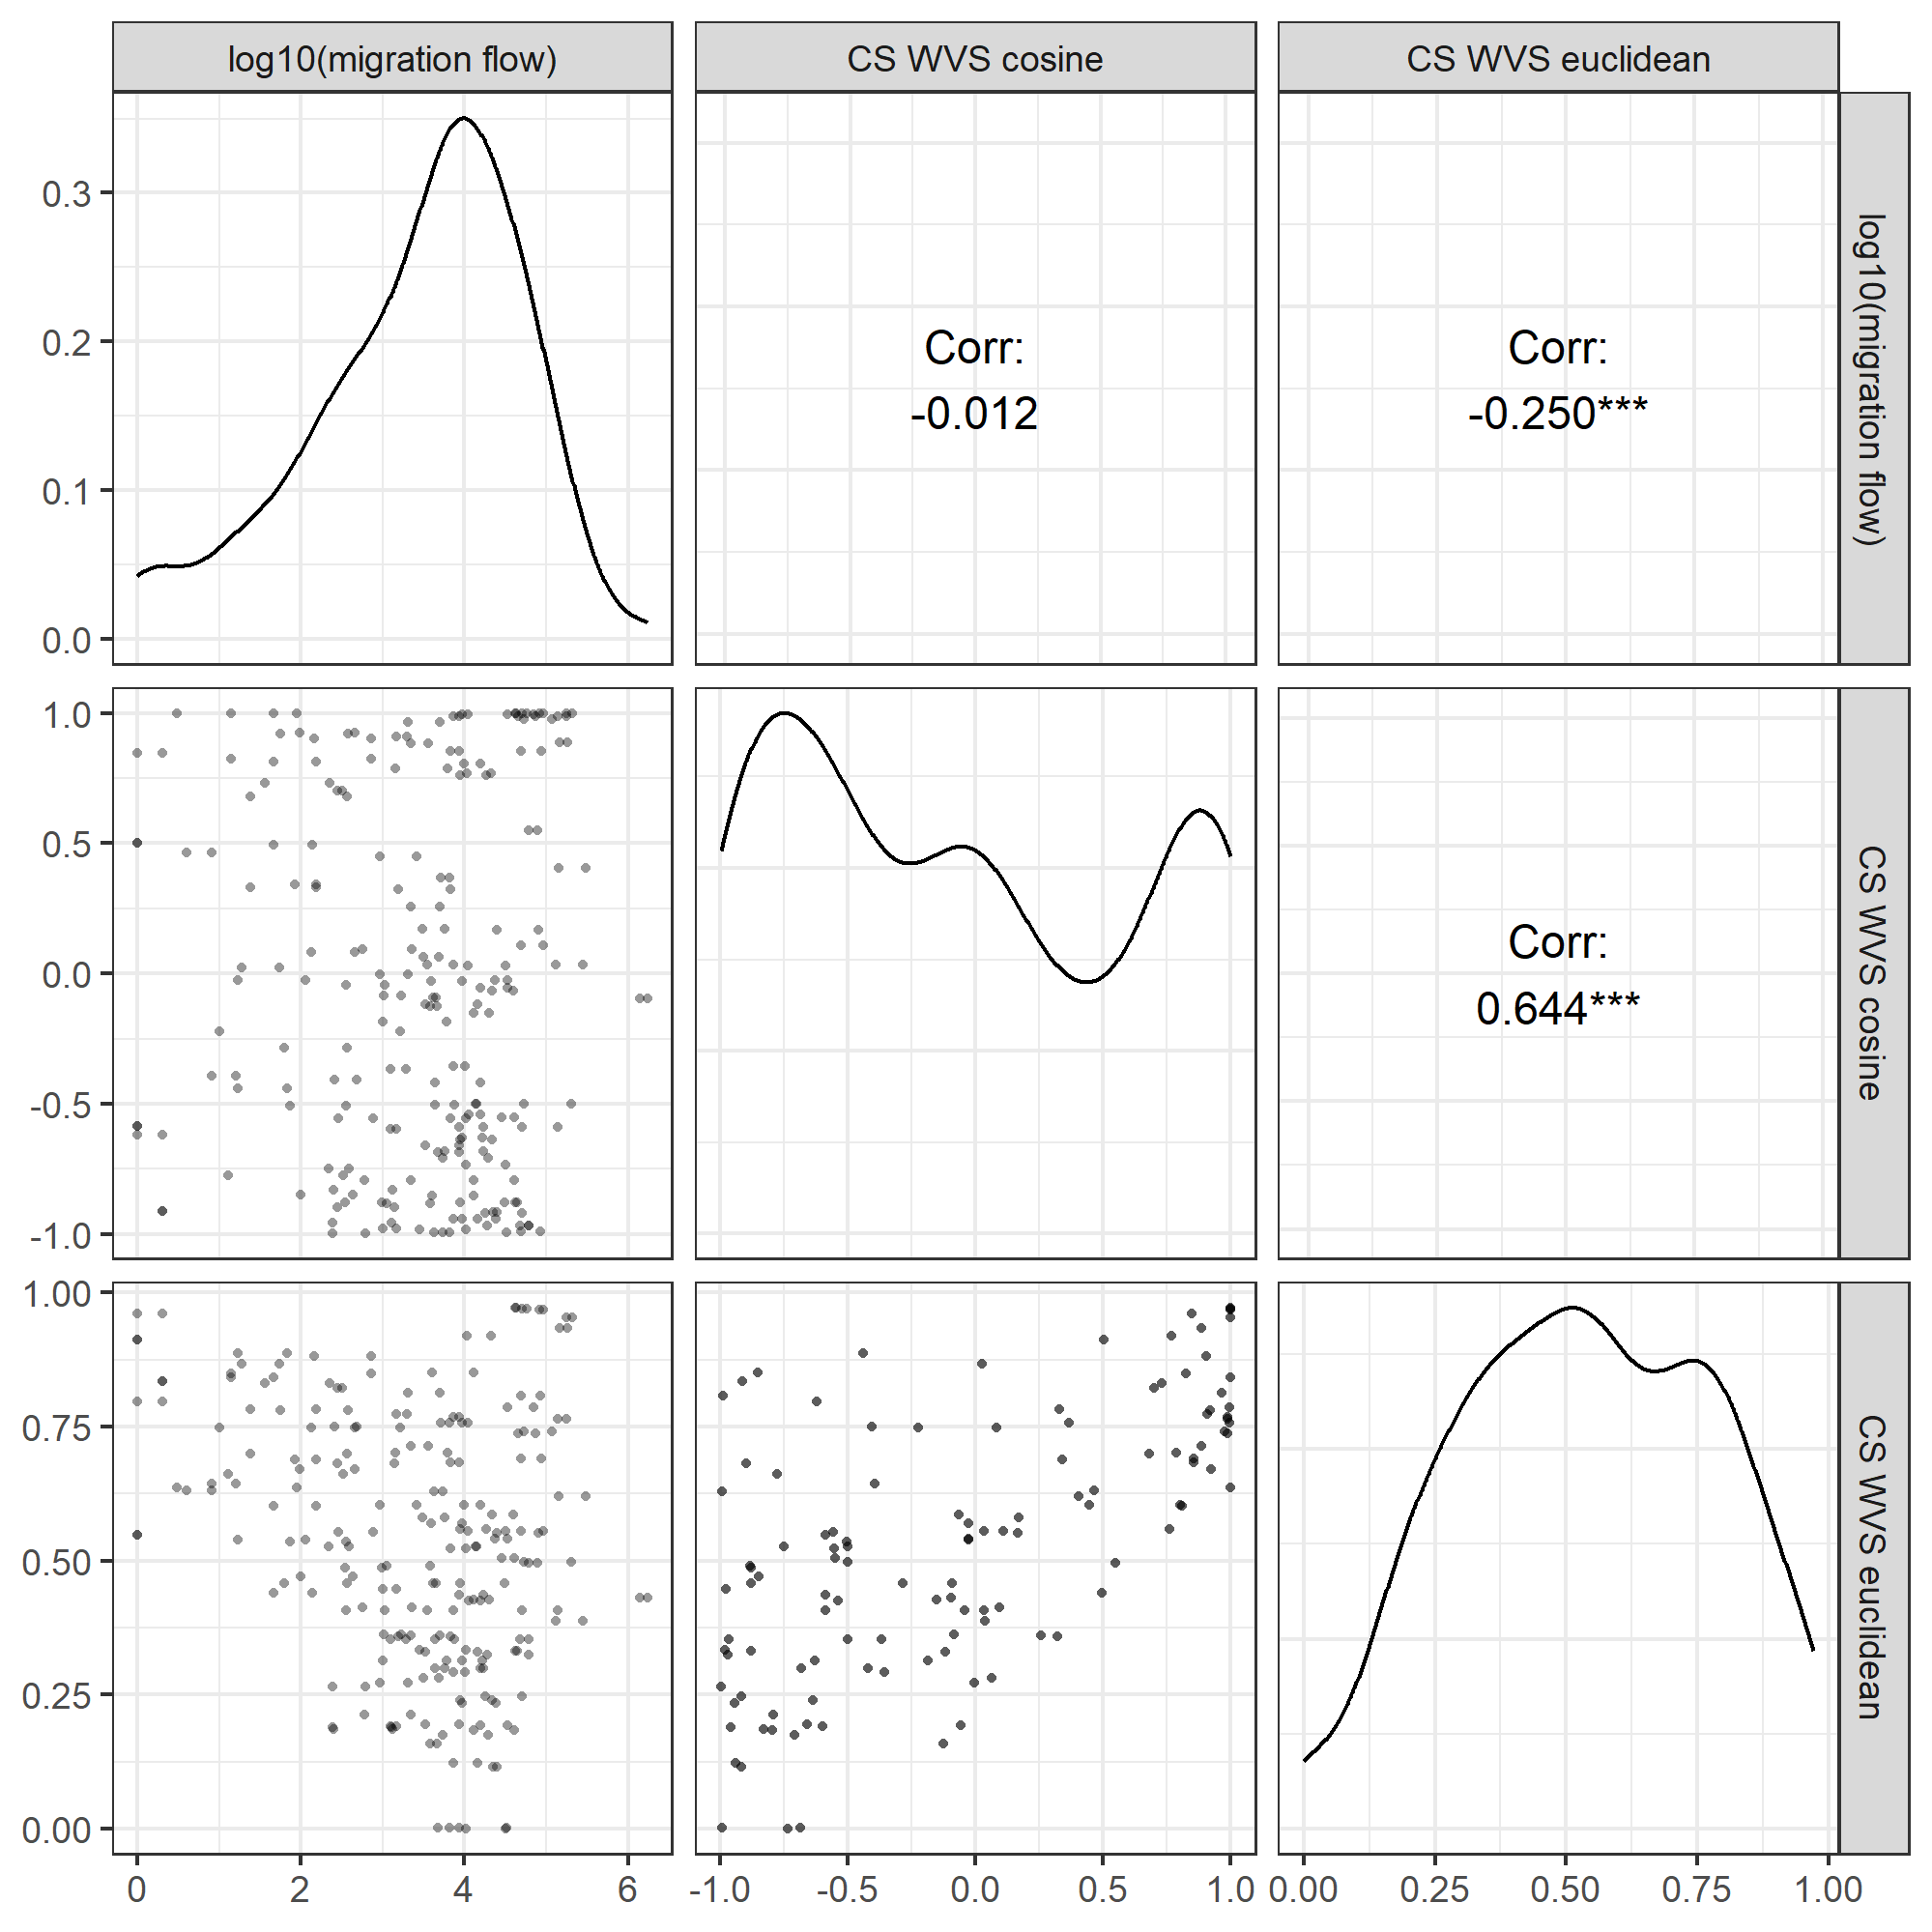 log10(migration flow)
CS WVS cosine
CS WVS euclidean
0.3
0.2
0.1
0.0
Corr:
-0.012
Corr:
-0.250***
log10(migration flow)
1.0
0.5
0.0
-0.5
-1.0
Corr:
0.644***
CS WVS cosine
1.00
0.75
0.50
0.25
0.00
CS WVS euclidean
0 2 4 6
-1.0 -0.5 0.0 0.5 1.0
0.00 0.25 0.50 0.75 1.00